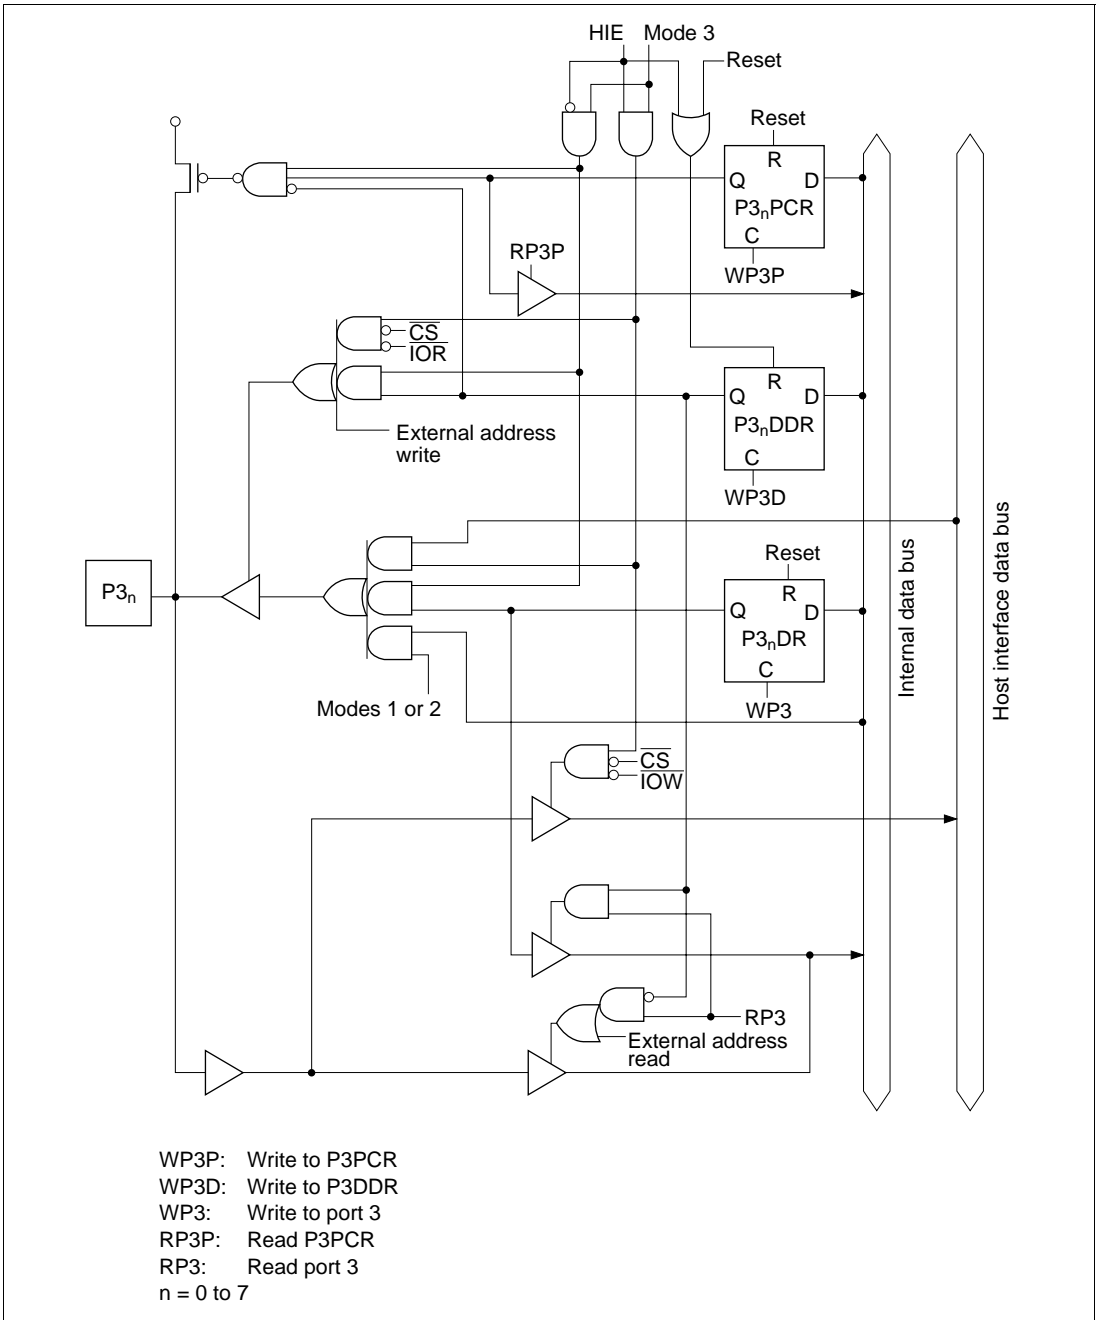 HIE Mode 3
Reset
Reset
R
Q D
P3nPCR
C
WP3P
RP3P
CS
IOR
R
Q D
P3nDDR
C
WP3D
External address
write
Reset
R
Q D
P3nDR
C
WP3
P3n
Modes 1 or 2
Internal data bus
Host interface data bus
CS
IOW
RP3
External address
read
WP3P: Write to P3PCR
WP3D: Write to P3DDR
WP3: Write to port 3
RP3P: Read P3PCR
RP3: Read port 3
n = 0 to 7